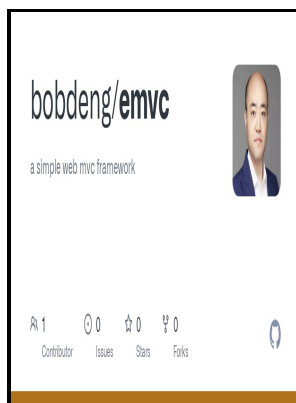 bobdeng/emvc
a simple web mvc framework
1 0 0 0
Contributor Issues Stars Forks